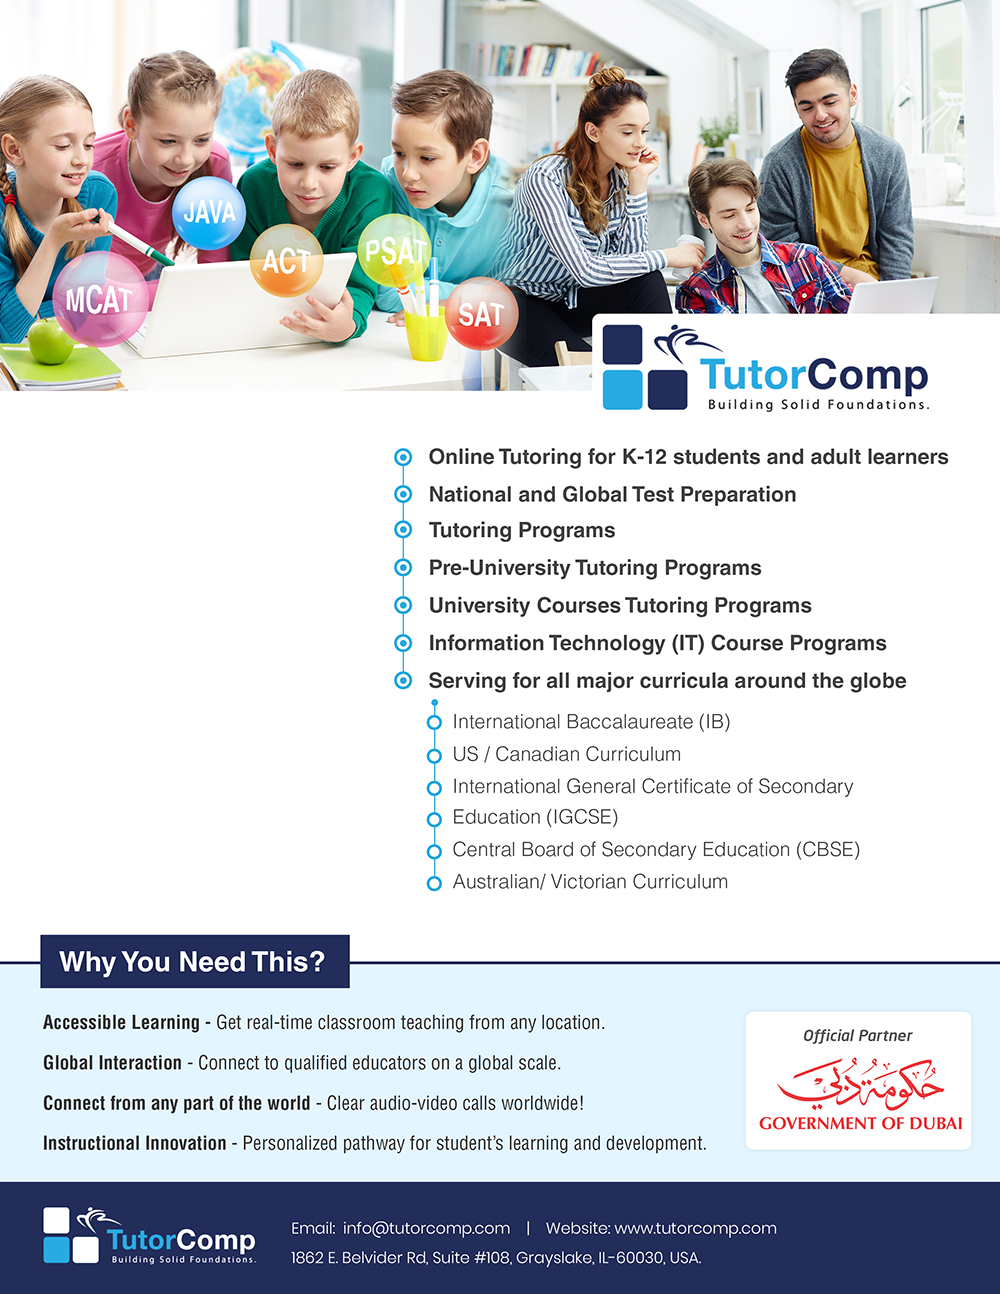 JAVA
ACT
PSAT
MCAT
SAT
TutorComp
Building Solid Foundations.
Online Tutoring for K-12 students and adult learners
National and Global Test Preparation
Tutoring Programs
Pre-University Tutoring Programs
University Courses Tutoring Programs
Information Technology (IT) Course Programs
Serving for all major curricula around the globe
International Baccalaureate (IB)
US / Canadian Curriculum
International General Certificate of Secondary
Education (IGCSE)
Central Board of Secondary Education (CBSE)
Australian/ Victorian Curriculum
Why You Need This?
Accessible Learning - Get real-time classroom teaching from any location.
Global Interaction - Connect to qualified educators on a global scale.
Connect from any part of the world - Clear audio-video calls worldwide!
Instructional Innovation - Personalized pathway for student's learning and development.
Official Partner
حكومة دبي
GOVERNMENT OF DUBAI
TutorComp
Building Solid Foundations.
Email: info@tutorcomp.com | Website: www.tutorcomp.com
1862 E. Belvider Rd, Suite #108, Grayslake, IL-60030, USA.